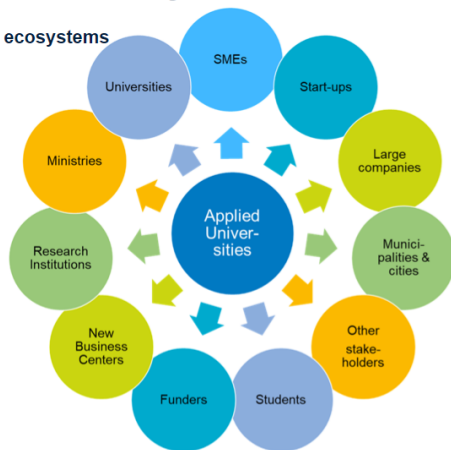 ecosystems
SMEs
Start-ups
Large
companies
Munici-
palities &
cities
Other
stake-
holders
Students
Funders
New
Business
Centers
Research
Institutions
Ministries
Universities
Applied
Univer-
sities